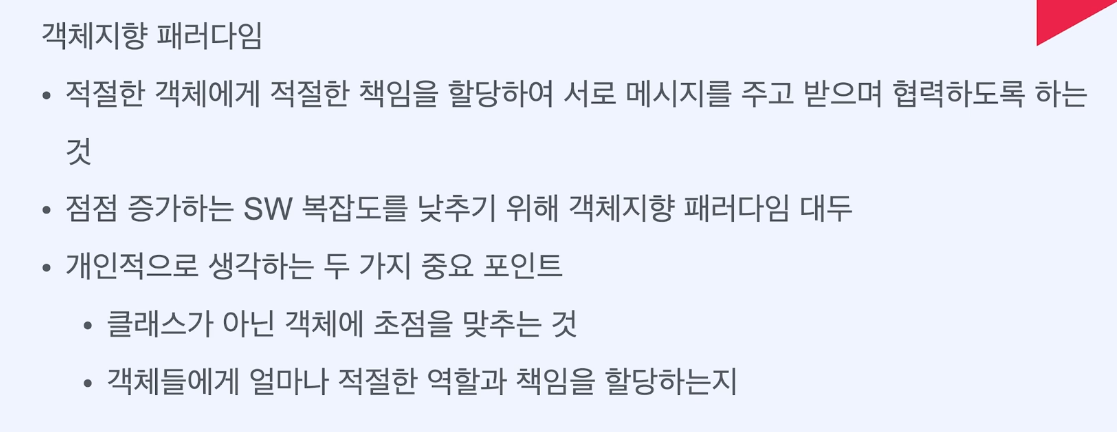 객체지향 패러다임
• 적절한 객체에게 적절한 책임을 할당하여 서로 메시지를 주고 받으며 협력하도록 하는
것
• 점점 증가하는 SW 복잡도를 낮추기 위해 객체지향 패러다임 대두
• 개인적으로 생각하는 두 가지 중요 포인트
• 클래스가 아닌 객체에 초점을 맞추는 것
• 객체들에게 얼마나 적절한 역할과 책임을 할당하는지